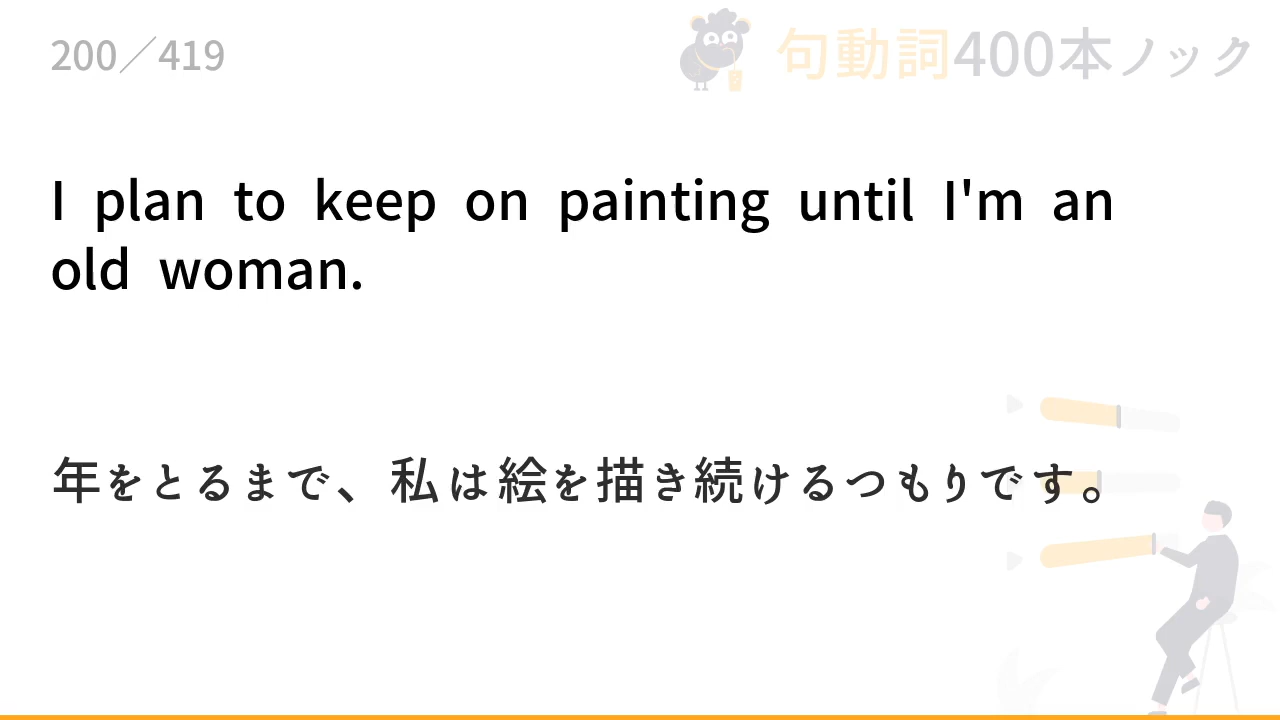 200／419
句動詞400本ノック
I plan to keep on painting until I'm an
old woman.
年をとるまで、私は絵を描き続けるつもりです。